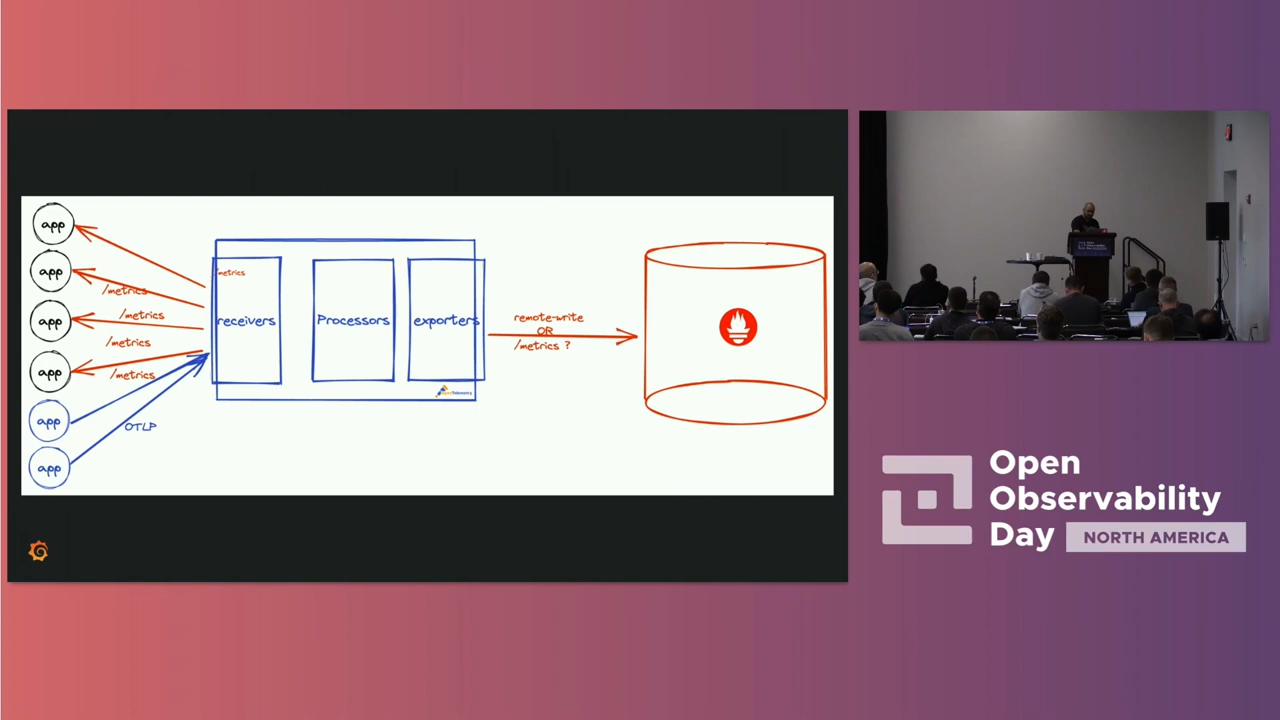 app
app
app
app
app
app
/metrics
/metrics
/metrics
/metrics
OTLP
metrics
receivers
Processors
exporters
OpenTelemetry
remote-write
OR
/metrics ?
Open
Observability
Day
NORTH AMERICA